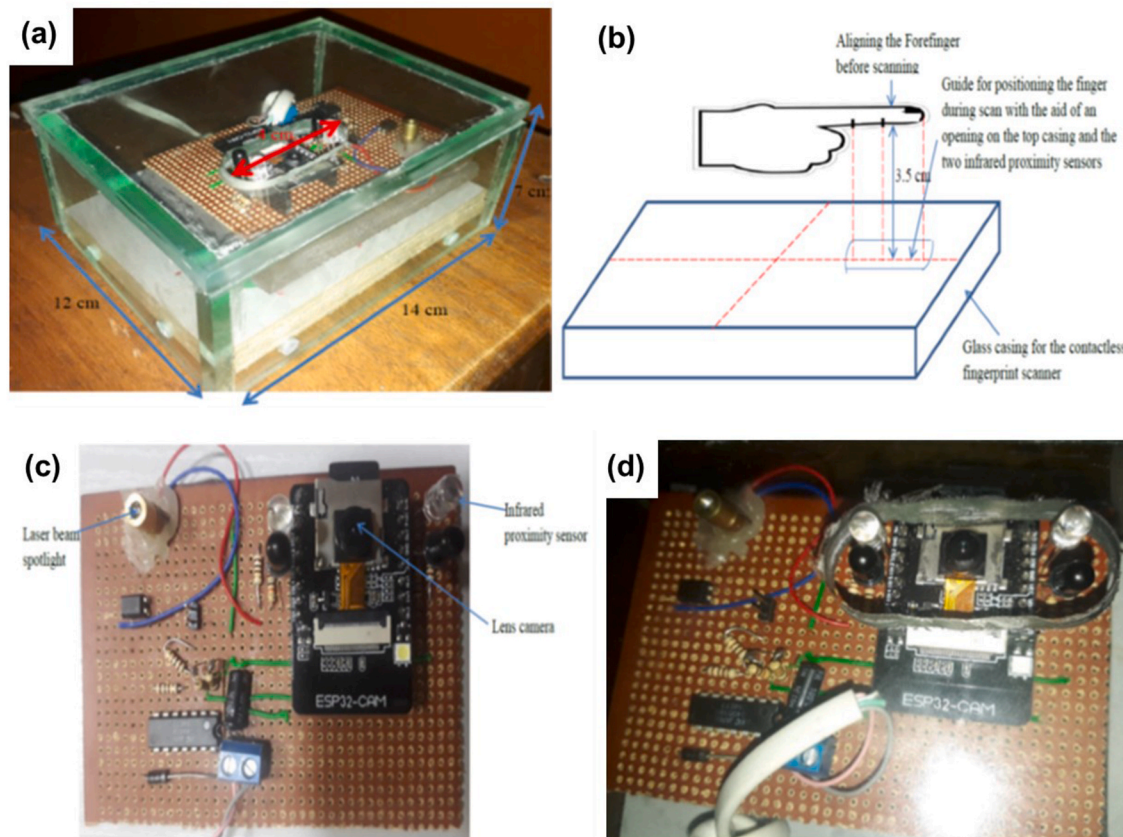 (a)
4 cm
7 cm
12 cm
14 cm
(b)
Aligning the Forefinger
before scanning
Guide for positioning the finger
during scan with the aid of an
opening on the top casing and the
two infrared proximity sensors
3.5 cm
Glass casing for the contactless
fingerprint scanner
(c)
Laser beam
spotlight
Infrared
proximity sensor
Lens camera
ESP32-CAM
(d)
ESP32-CAM